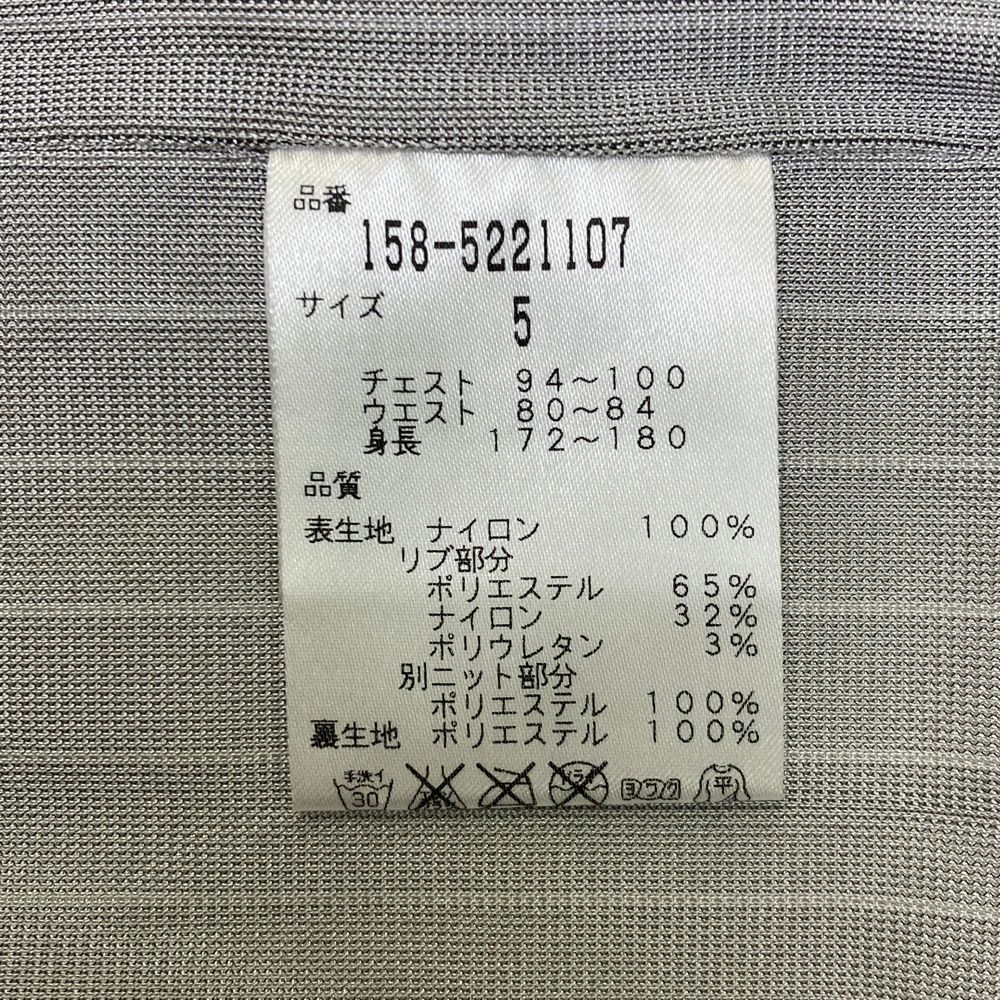 品番
158-5221107
サイズ 5
チェスト 94~100
ウエスト 80~84
身長 172~180
品質
表生地 ナイロン 100%
リブ部分
ポリエステル 65%
ナイロン 32%
ポリウレタン 3%
別ニット部分
ポリエステル 100%
裏生地 ポリエステル 100%
手洗イ 30 ドライ ヨワク 平